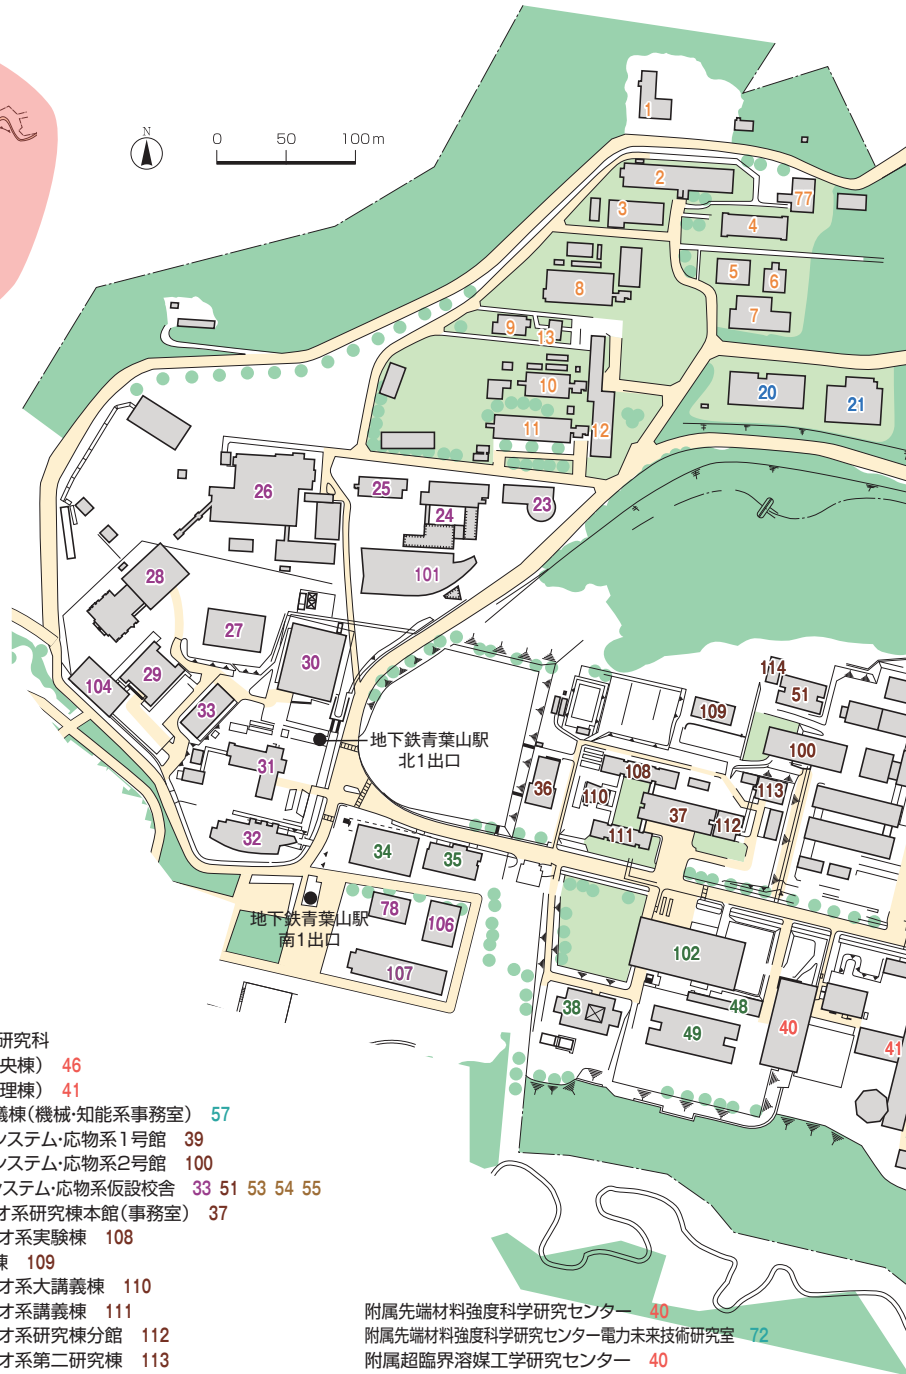 1
N
0 50 100m
2
77
3
4
5
6
8
7
9
13
10
20
21
11
12
26
25
24
23
28
101
27
30
29
104
114
51
33
109
地下鉄青葉山駅
北1出口
100
31
108
36
110
113
37
112
111
32
34
35
78
地下鉄青葉山駅
南1出口
106
102
107
38
48
49
40
41
研究科
央棟) 46
理棟) 41
義棟(機械・知能系事務室) 57
システム・応物系1号館 39
システム・応物系2号館 100
システム・応物系仮設校舎 33 51 53 54 55
オ系研究棟本館(事務室) 37
オ系実験棟 108
棟 109
オ系大講義棟 110
オ系講義棟 111
オ系研究棟分館 112
オ系第二研究棟 113
附属先端材料強度科学研究センター 40
附属先端材料強度科学研究センター電力未来技術研究室 72
附属超臨界溶媒工学研究センター 40